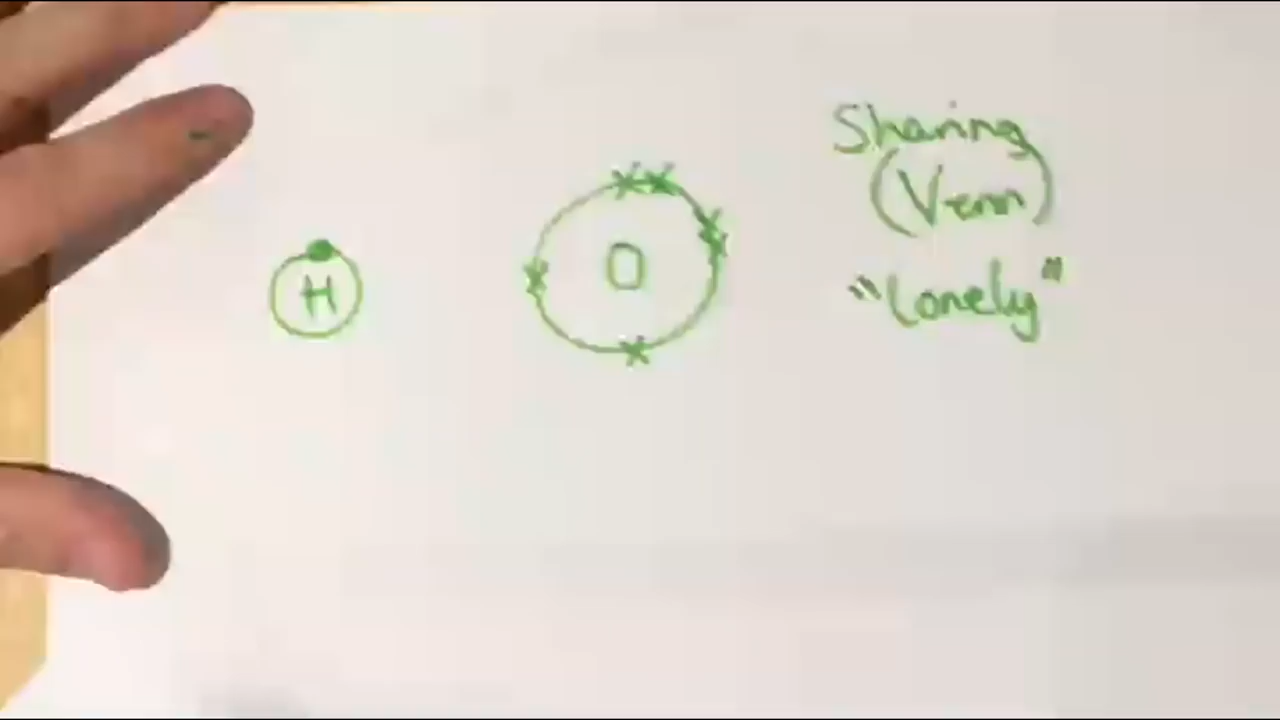 H
O
Sharing
(Venn)
"Lonely"